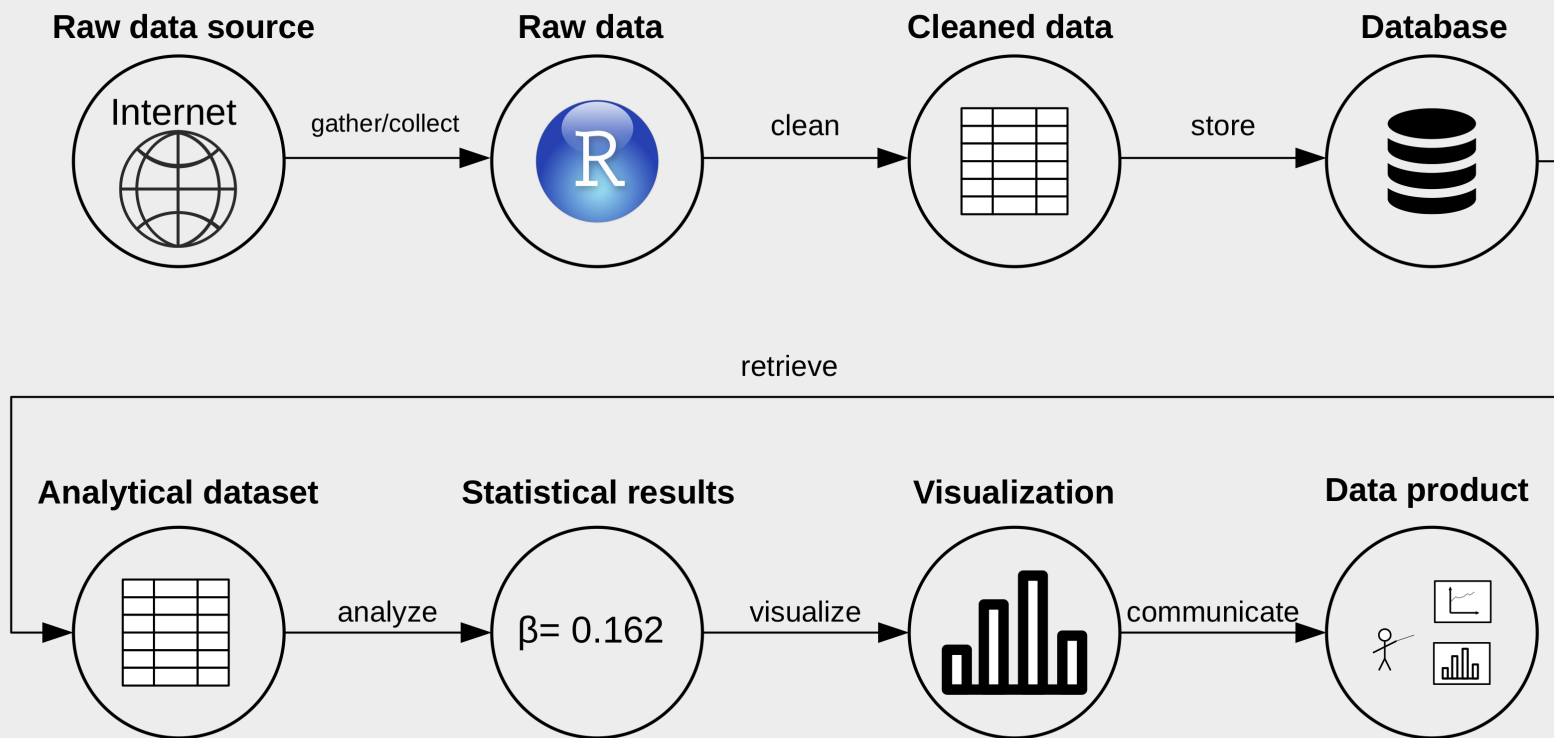 Raw data source
Raw data
Cleaned data
Database
Internet
gather/collect
R
clean
store
retrieve
Analytical dataset
Statistical results
Visualization
Data product
analyze
β= 0.162
visualize
communicate